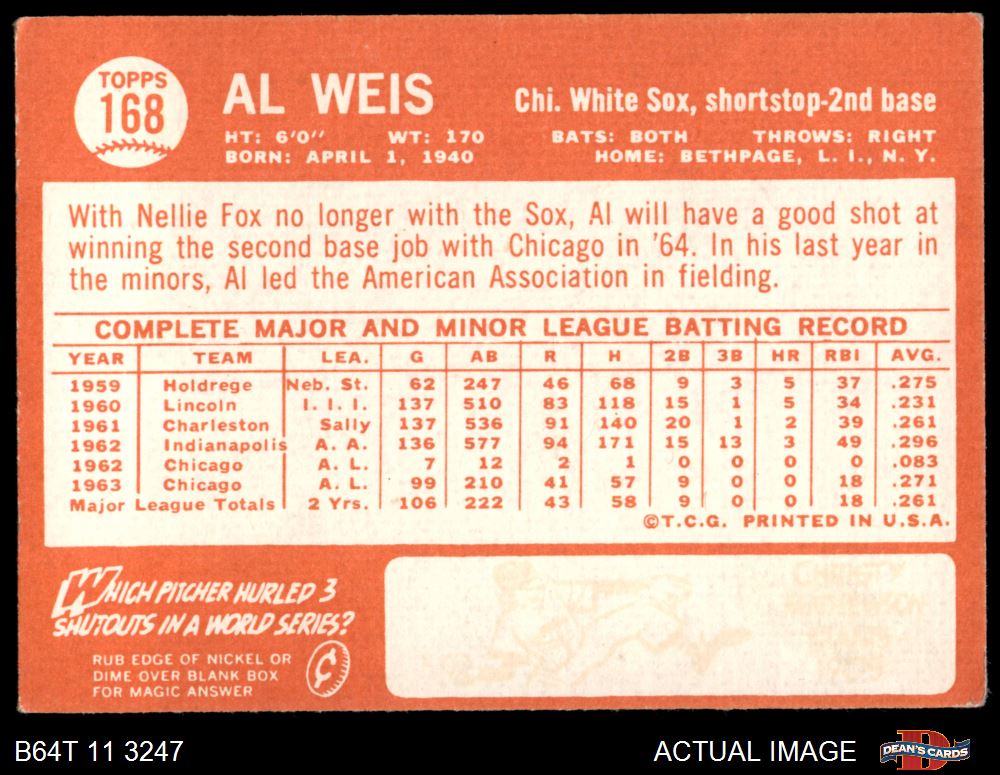 TOPPS
168
AL WEIS
Chi. White Sox, shortstop-2nd base
HT: 6'0" WT: 170 BATS: BOTH THROWS: RIGHT
BORN: APRIL 1, 1940 HOME: BETHPAGE, L. I., N. Y.
With Nellie Fox no longer with the Sox, Al will have a good shot at
winning the second base job with Chicago in '64. In his last year in
the minors, Al led the American Association in fielding.
COMPLETE MAJOR AND MINOR LEAGUE BATTING RECORD
YEAR TEAM LEA. G AB R H 2B 3B HR RBI AVG.
1959 Holdrege Neb. St. 62 247 46 68 9 3 5 37 .275
1960 Lincoln I. I. I. 137 510 83 118 15 1 5 34 .231
1961 Charleston Sally 137 536 91 140 20 1 2 39 .261
1962 Indianapolis A. A. 136 577 94 171 15 13 3 49 .296
1962 Chicago A. L. 7 12 2 1 0 0 0 0 .083
1963 Chicago A. L. 99 210 41 57 9 0 0 18 .271
Major League Totals 2 Yrs. 106 222 43 58 9 0 0 18 .261
©T.C.G. PRINTED IN U.S.A.
WHICH PITCHER HURLED 3
SHUTOUTS IN A WORLD SERIES?
RUB EDGE OF NICKEL OR
DIME OVER BLANK BOX
FOR MAGIC ANSWER
¢
CHRISTY
B64T 11 3247
ACTUAL IMAGE
DEAN'S CARDS